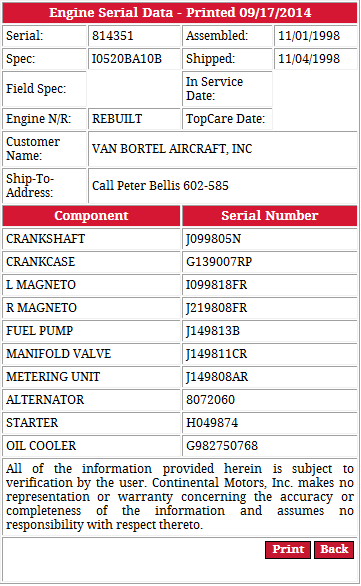 Engine Serial Data - Printed 09/17/2014
Serial: 814351 Assembled: 11/01/1998
Spec: I0520BA10B Shipped: 11/04/1998
Field Spec: In Service
Date:
Engine N/R: REBUILT TopCare Date:
Customer
Name: VAN BORTEL AIRCRAFT, INC
Ship-To-
Address: Call Peter Bellis 602-585
Component Serial Number
CRANKSHAFT J099805N
CRANKCASE G139007RP
L MAGNETO I099818FR
R MAGNETO J219808FR
FUEL PUMP J149813B
MANIFOLD VALVE J149811CR
METERING UNIT J149808AR
ALTERNATOR 8072060
STARTER H049874
OIL COOLER G982750768
All of the information provided herein is subject to
verification by the user. Continental Motors, Inc. makes no
representation or warranty concerning the accuracy or
completeness of the information and assumes no
responsibility with respect thereto.
Print Back